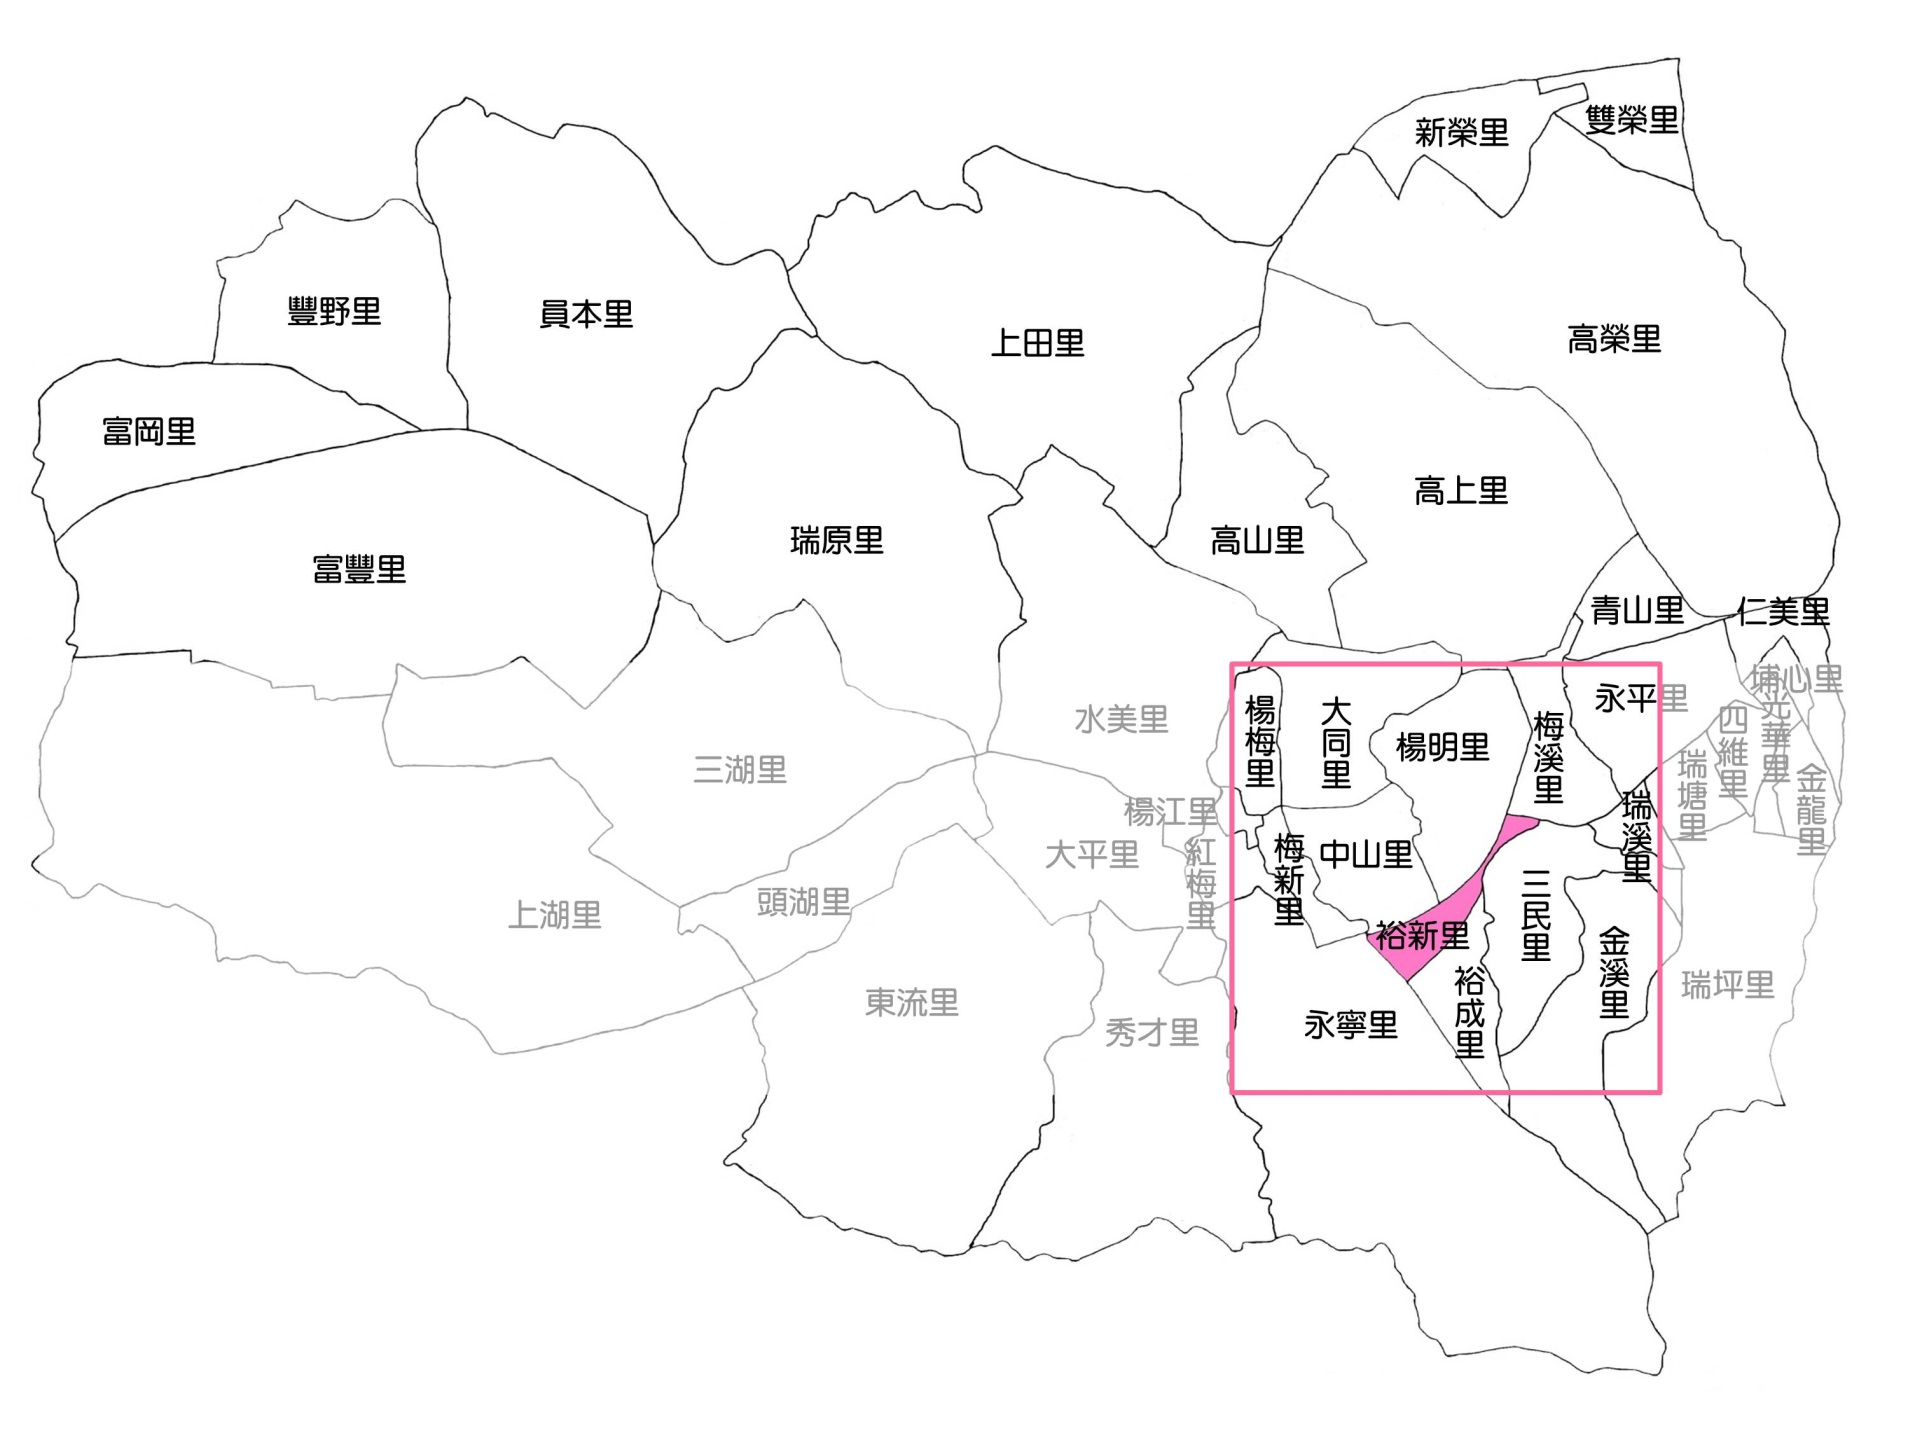 雙榮里
新榮里
豐野里
員本里
上田里
高榮里
富岡里
高上里
瑞原里
高山里
富豐里
青山里
仁美里
埔心里
永平里
楊梅里
大同里
水美里
楊明里
梅溪里
四維里
光華里
三湖里
瑞塘里
金龍里
楊江里
瑞溪里
大平里
紅梅里
梅新里
中山里
頭湖里
上湖里
三民里
裕新里
金溪里
瑞坪里
東流里
裕成里
秀才里
永寧里